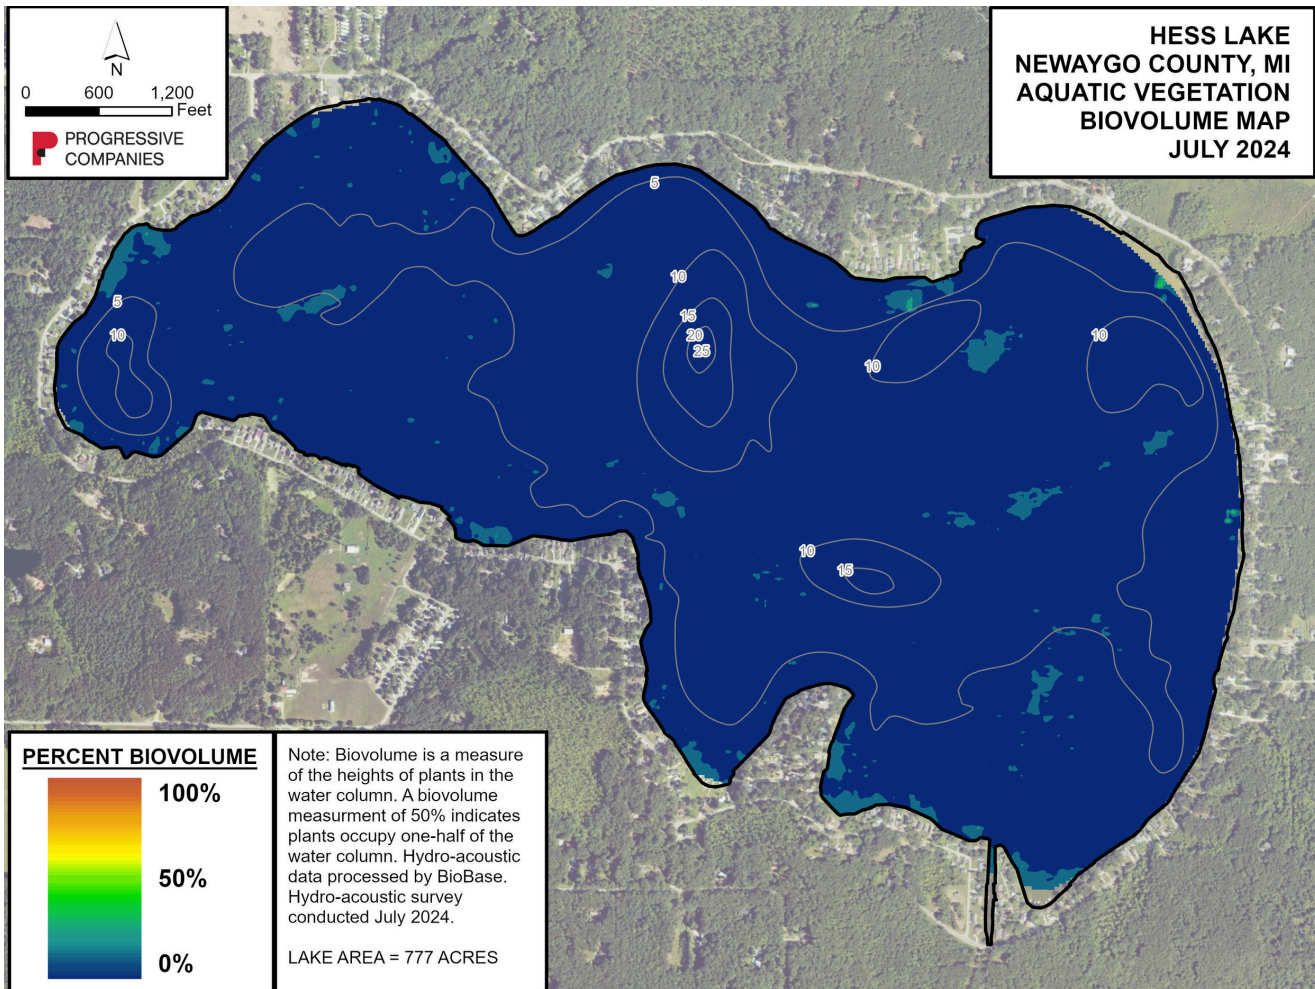 N
0 600 1,200
Feet
PROGRESSIVE
COMPANIES
HESS LAKE
NEWAYGO COUNTY, MI
AQUATIC VEGETATION
BIOVOLUME MAP
JULY 2024
5
10
15
20
25
5
10
10
10
10
15
PERCENT BIOVOLUME
100%
50%
0%
Note: Biovolume is a measure
of the heights of plants in the
water column. A biovolume
measurment of 50% indicates
plants occupy one-half of the
water column. Hydro-acoustic
data processed by BioBase.
Hydro-acoustic survey
conducted July 2024.
LAKE AREA = 777 ACRES